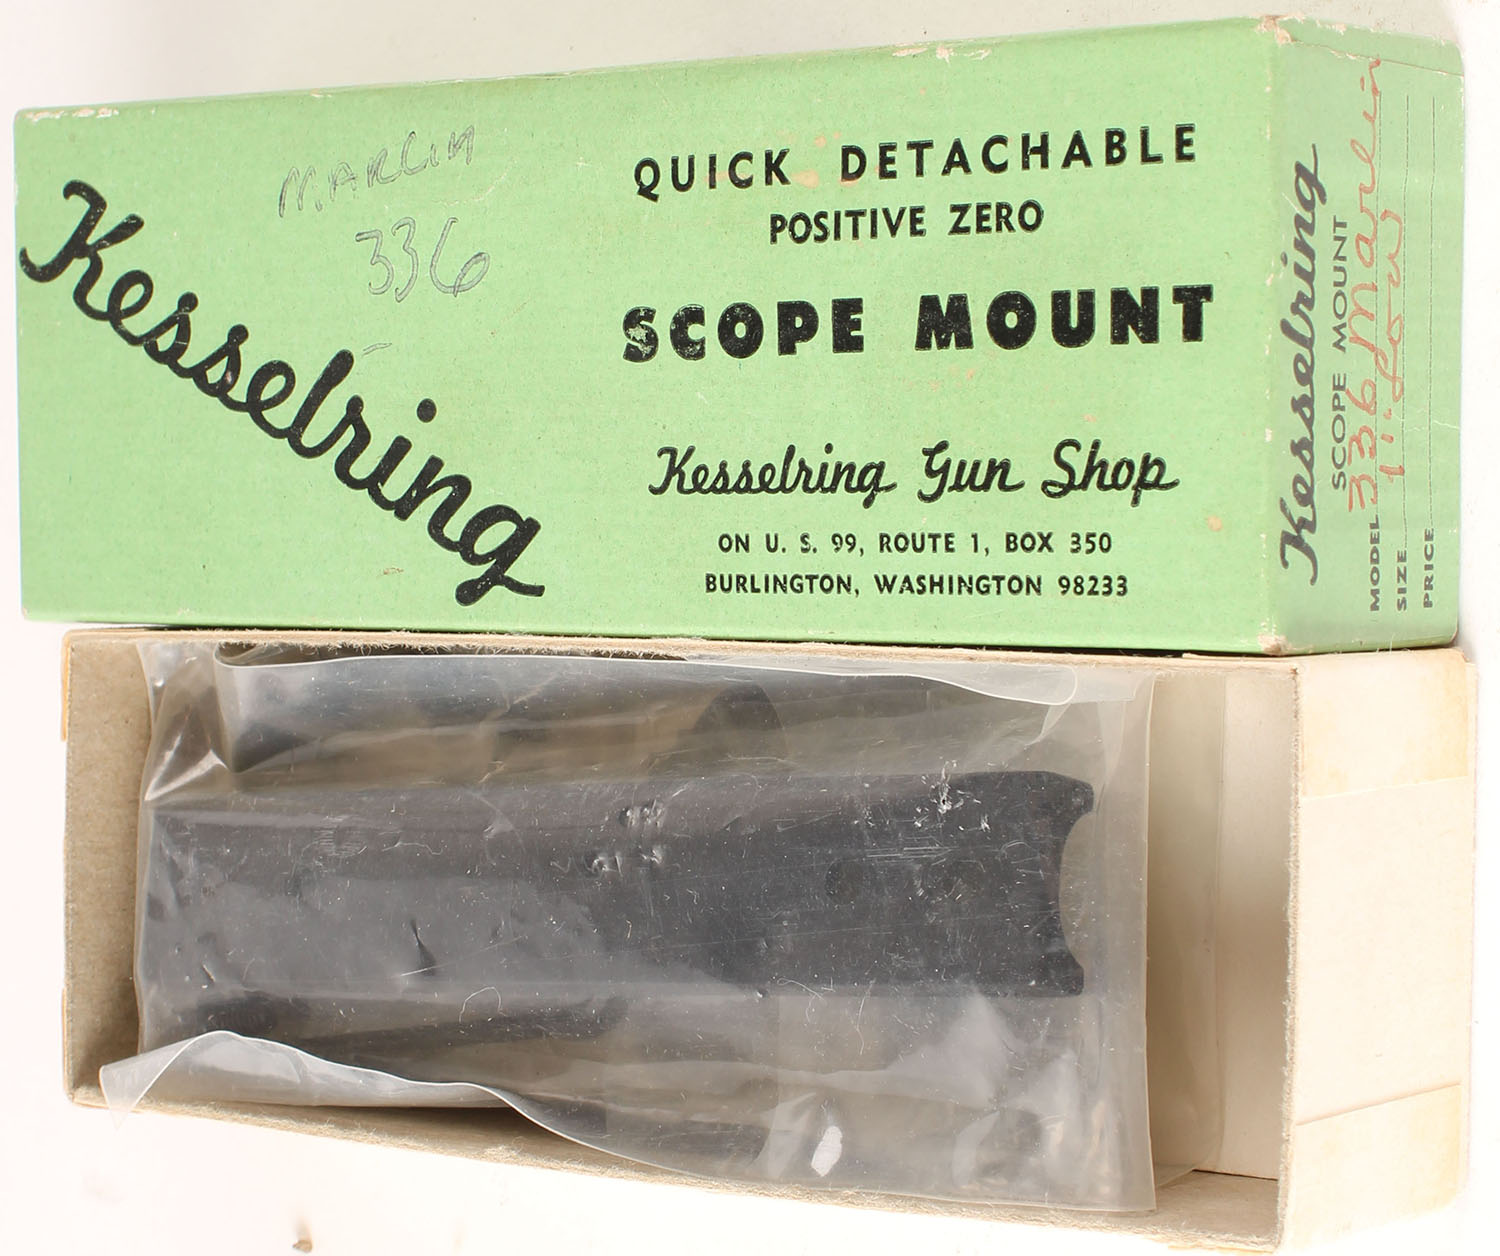 Kesselring
MARLIN
336
QUICK DETACHABLE
POSITIVE ZERO
SCOPE MOUNT
Kesselring Gun Shop
ON U. S. 99, ROUTE 1, BOX 350
BURLINGTON, WASHINGTON 98233
Kesselring
SCOPE MOUNT
MODEL 336 Marlin
SIZE 1" Low
PRICE